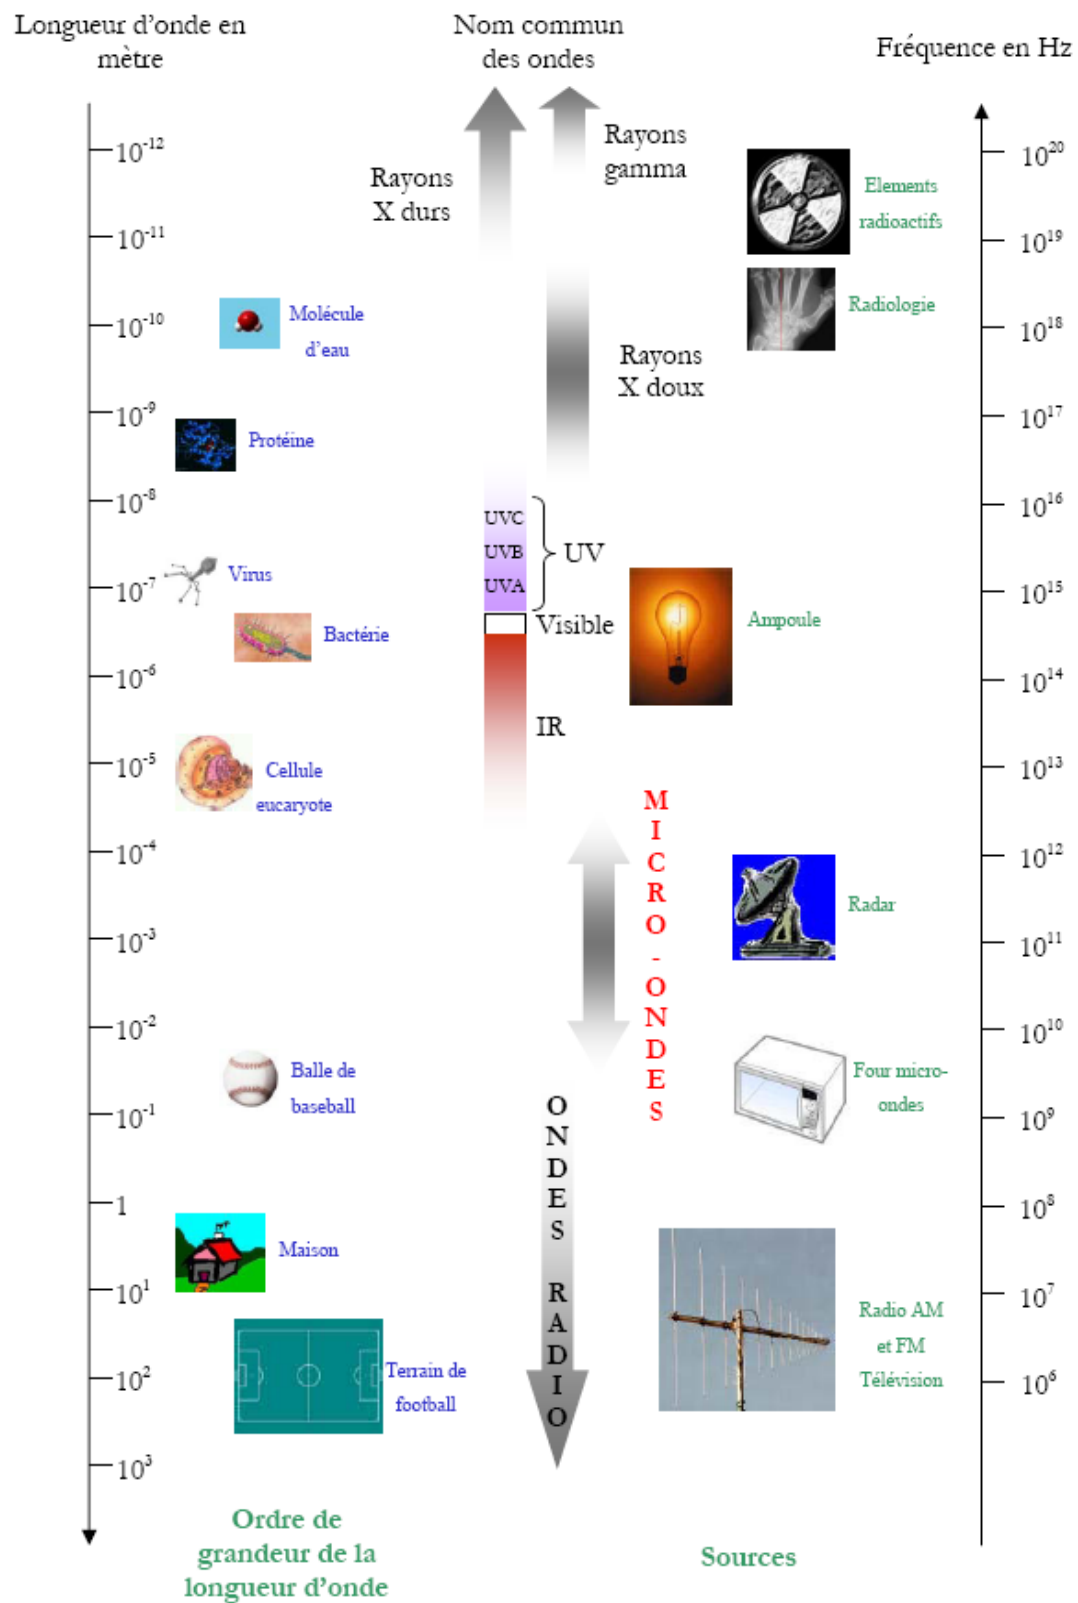 Longueur d'onde en
mètre
Nom commun
des ondes
Fréquence en Hz
10⁻¹²
10⁻¹¹
10⁻¹⁰
10⁻⁹
10⁻⁸
10⁻⁷
10⁻⁶
10⁻⁵
10⁻⁴
10⁻³
10⁻²
10⁻¹
1
10¹
10²
10³
Molécule
d'eau
Protéine
Virus
Bactérie
Cellule
eucaryote
Balle de
baseball
Maison
Terrain de
football
Ordre de
grandeur de la
longueur d'onde
Rayons
X durs
Rayons
gamma
Rayons
X doux
UVC
UVB
UVA
UV
Visible
IR
MICRO-ONDES
ONDES RADIO
Elements
radioactifs
Radiologie
Ampoule
Radar
Four micro-
ondes
Radio AM
et FM
Télévision
Sources
10²⁰
10¹⁹
10¹⁸
10¹⁷
10¹⁶
10¹⁵
10¹⁴
10¹³
10¹²
10¹¹
10¹⁰
10⁹
10⁸
10⁷
10⁶